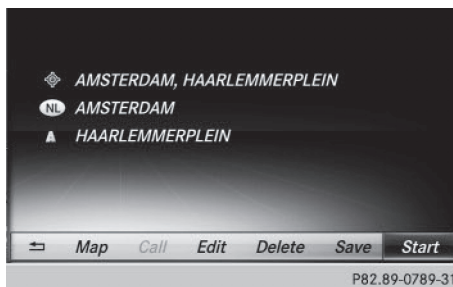 AMSTERDAM, HAARLEMMERPLEIN
NL AMSTERDAM
HAARLEMMERPLEIN
Map Call Edit Delete Save Start
P82.89-0789-31